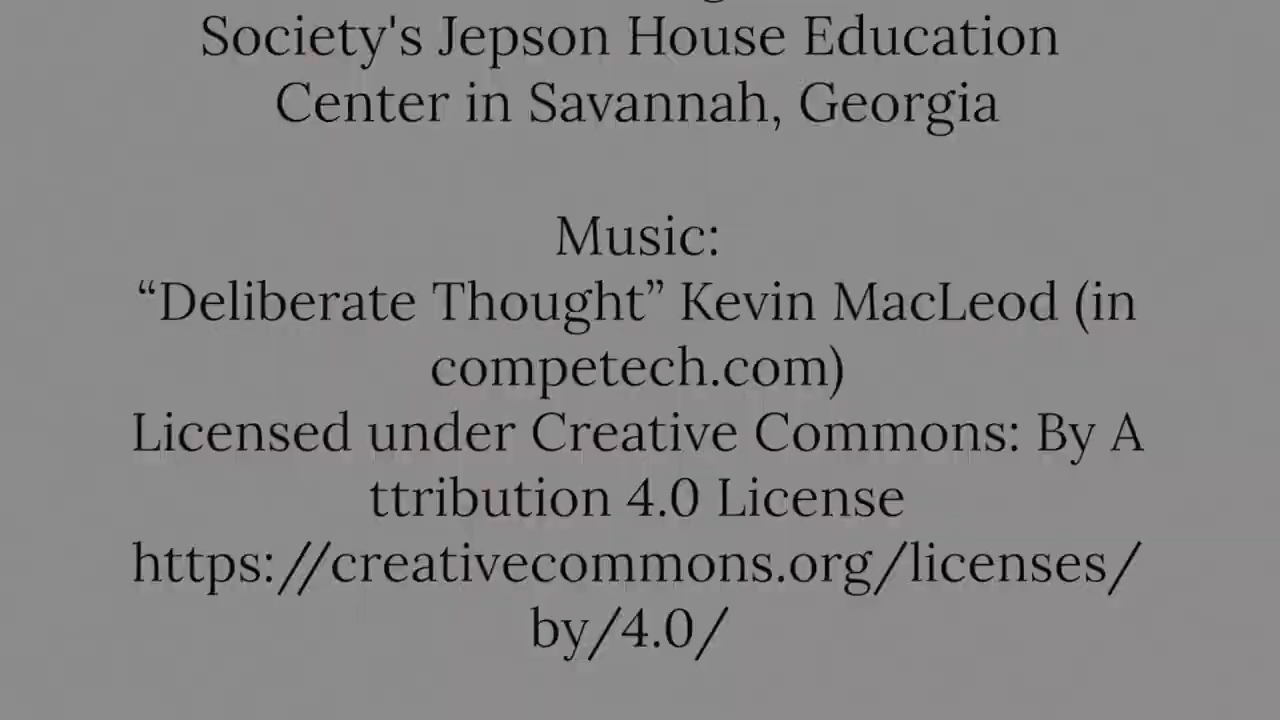 Society's Jepson House Education
Center in Savannah, Georgia
Music:
“Deliberate Thought” Kevin MacLeod (in
competech.com)
Licensed under Creative Commons: By A
ttribution 4.0 License
https://creativecommons.org/licenses/
by/4.0/